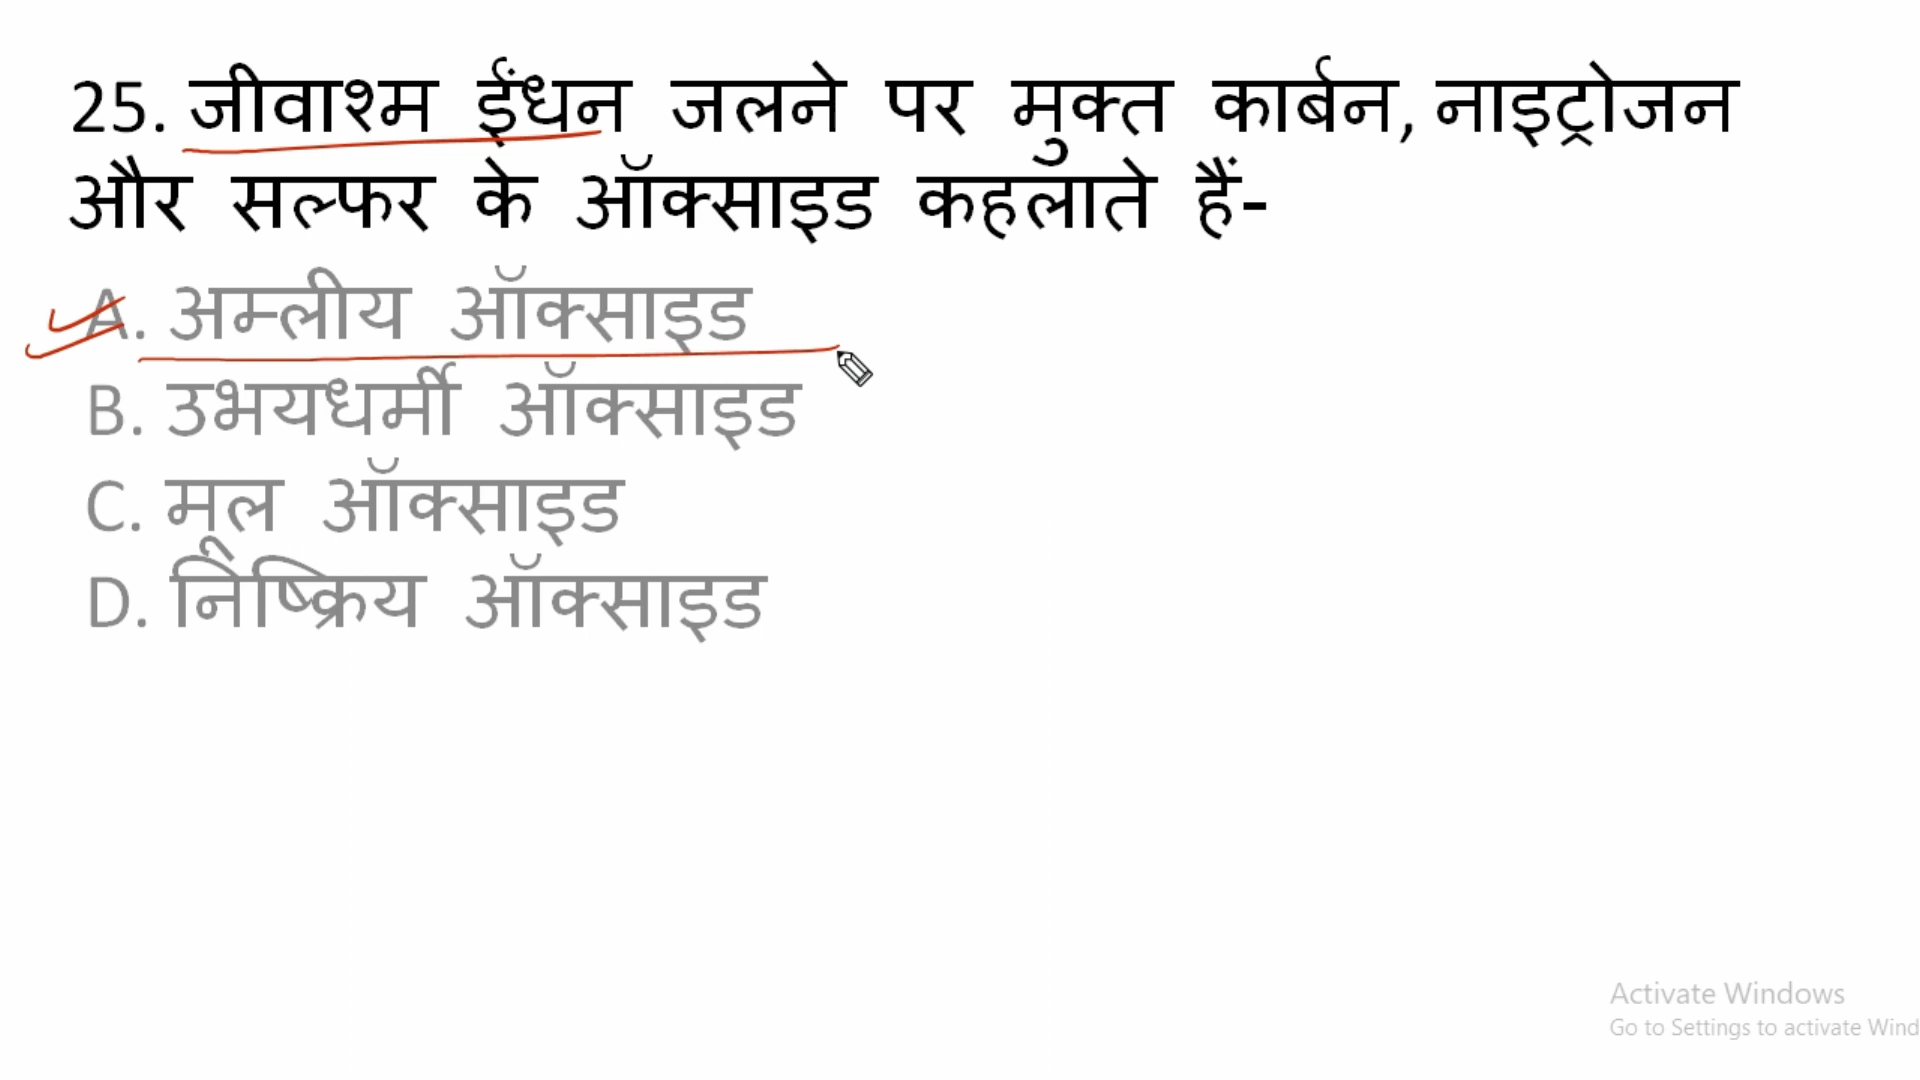 25. जीवाश्म ईंधन जलने पर मुक्त कार्बन, नाइट्रोजन
और सल्फर के ऑक्साइड कहलाते हैं-
A. अम्लीय ऑक्साइड
B. उभयधर्मी ऑक्साइड
C. मूल ऑक्साइड
D. निष्क्रिय ऑक्साइड
Activate Windows
Go to Settings to activate Wind